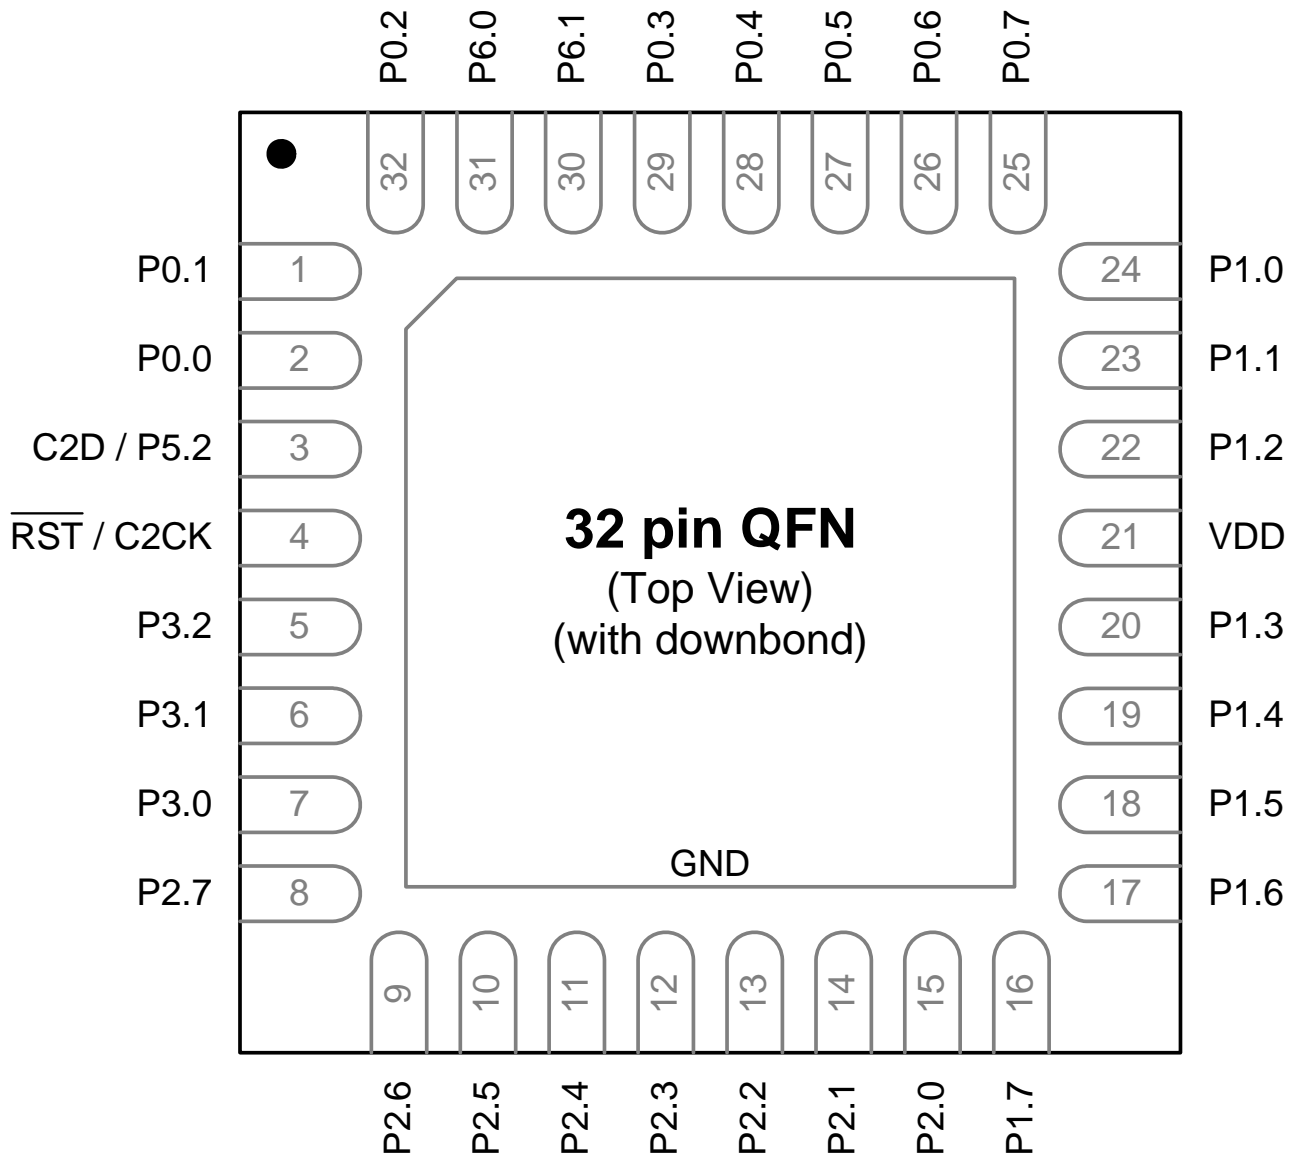 P0.2 P6.0 P6.1 P0.3 P0.4 P0.5 P0.6 P0.7
32 31 30 29 28 27 26 25
P0.1 1 24 P1.0
P0.0 2 23 P1.1
C2D / P5.2 3 22 P1.2
RST / C2CK 4 21 VDD
P3.2 5 20 P1.3
P3.1 6 19 P1.4
P3.0 7 18 P1.5
P2.7 8 17 P1.6
32 pin QFN
(Top View)
(with downbond)
GND
9 10 11 12 13 14 15 16
P2.6 P2.5 P2.4 P2.3 P2.2 P2.1 P2.0 P1.7